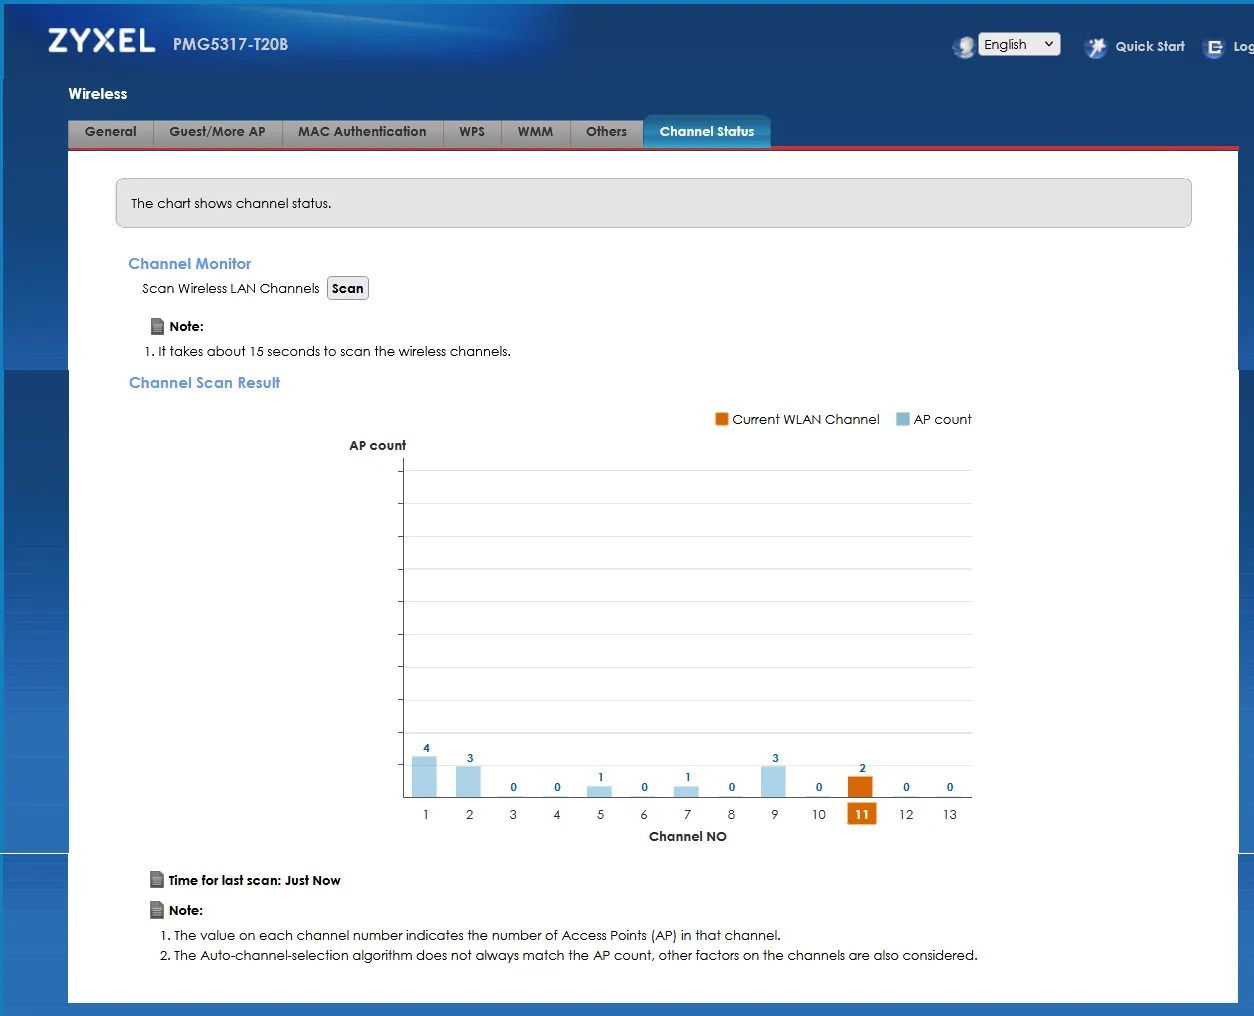 ZYXEL PMG5317-T20B
English Quick Start Log
Wireless
General Guest/More AP MAC Authentication WPS WMM Others Channel Status
The chart shows channel status.
Channel Monitor
Scan Wireless LAN Channels Scan
Note:
1. It takes about 15 seconds to scan the wireless channels.
Channel Scan Result
Current WLAN Channel AP count
AP count
4 3 0 0 1 0 1 0 3 0 2 0 0
1 2 3 4 5 6 7 8 9 10 11 12 13
Channel NO
Time for last scan: Just Now
Note:
1. The value on each channel number indicates the number of Access Points (AP) in that channel.
2. The Auto-channel-selection algorithm does not always match the AP count, other factors on the channels are also considered.